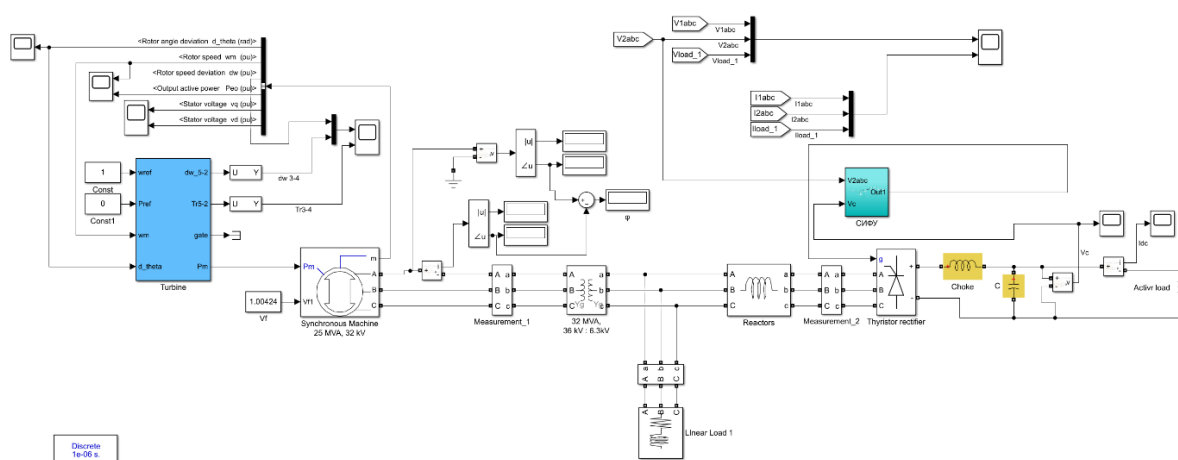 <Rotor angle deviation d_theta (rad)>
<Rotor speed wm (pu)>
<Rotor speed deviation dw (pu)>
<Output active power Peo (pu)>
<Stator voltage vq (pu)>
<Stator voltage vd (pu)>
V1abc
V1abc
V2abc
V2abc
Vload_1
Vload_1
I1abc
I1abc
I2abc
I2abc
Iload_1
Iload_1
1
Const
0
Const1
wref
Pref
wm
d_theta
dw_5-2
Tr5-2
gate
Pm
Turbine
U Y
dw 3-4
U Y
Tr3-4
|u|
∠u
|u|
∠u
φ
V2abc
Vc
Out1
СИФУ
Vc
Idc
1.00424
Vf
Pm
Vf1
m
A
B
C
Synchronous Machine
25 MVA, 32 kV
A a
B b
C c
Measurement_1
A a
B b
C c
Yg
32 MVA,
36 kV : 6.3kV
A a
B b
C c
Reactors
A a
B b
C c
Measurement_2
g
A
B
C
+
-
Thyristor rectifier
Choke
C
Activr load
A a
B b
C c
A
B
C
LInear Load 1
Discrete
1e-06 s.